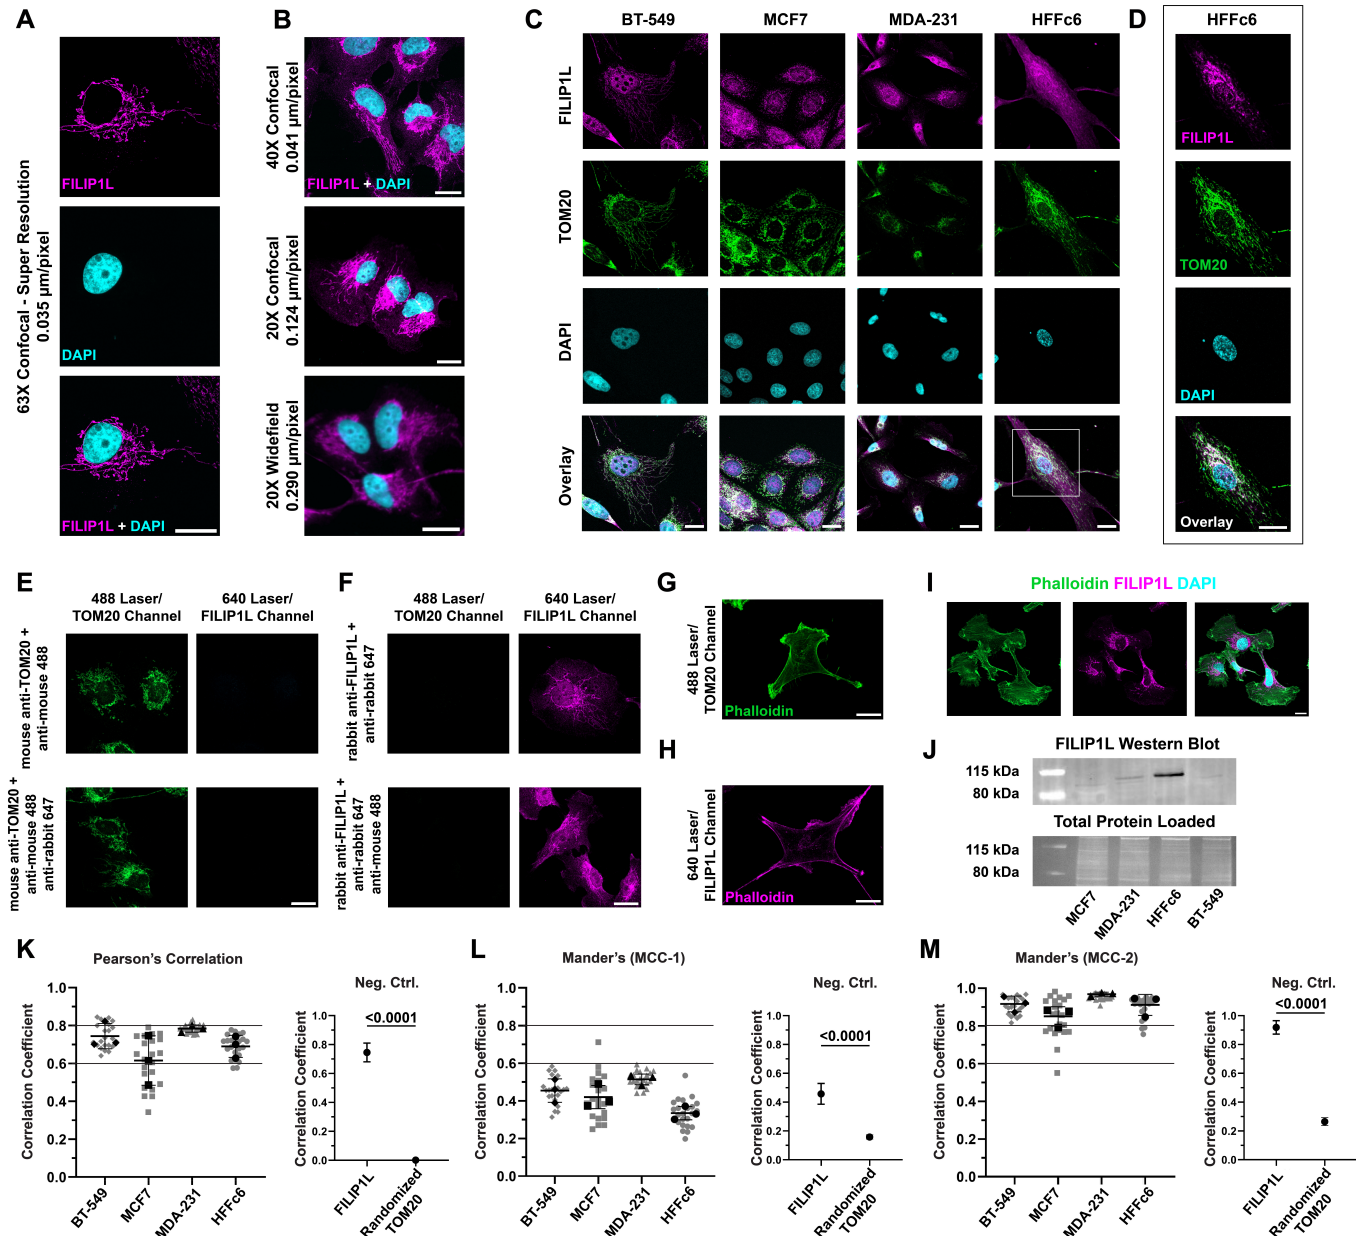 A
63X Confocal - Super Resolution
0.035 µm/pixel
FILIP1L
DAPI
FILIP1L + DAPI
B
40X Confocal
0.041 µm/pixel
FILIP1L + DAPI
20X Confocal
0.124 µm/pixel
20X Widefield
0.290 µm/pixel
C
BT-549
MCF7
MDA-231
HFFc6
FILIP1L
TOM20
DAPI
Overlay
D
HFFc6
FILIP1L
TOM20
DAPI
Overlay
E
488 Laser/
TOM20 Channel
640 Laser/
FILIP1L Channel
mouse anti-TOM20 +
anti-mouse 488
mouse anti-TOM20 +
anti-mouse 488
anti-rabbit 647
F
488 Laser/
TOM20 Channel
640 Laser/
FILIP1L Channel
rabbit anti-FILIP1L +
anti-rabbit 647
rabbit anti-FILIP1L +
anti-rabbit 647
anti-mouse 488
G
488 Laser/
TOM20 Channel
Phalloidin
H
640 Laser/
FILIP1L Channel
Phalloidin
I
Phalloidin FILIP1L DAPI
J
FILIP1L Western Blot
115 kDa
80 kDa
Total Protein Loaded
115 kDa
80 kDa
MCF7
MDA-231
HFFc6
BT-549
K
Pearson's Correlation
Correlation Coefficient
1.0
0.8
0.6
0.4
0.2
0.0
BT-549
MCF7
MDA-231
HFFc6
Neg. Ctrl.
<0.0001
Correlation Coefficient
1.0
0.8
0.6
0.4
0.2
0.0
FILIP1L
Randomized
TOM20
L
Mander's (MCC-1)
Correlation Coefficient
1.0
0.8
0.6
0.4
0.2
0.0
BT-549
MCF7
MDA-231
HFFc6
Neg. Ctrl.
<0.0001
Correlation Coefficient
1.0
0.8
0.6
0.4
0.2
0.0
FILIP1L
Randomized
TOM20
M
Mander's (MCC-2)
Correlation Coefficient
1.0
0.8
0.6
0.4
0.2
0.0
BT-549
MCF7
MDA-231
HFFc6
Neg. Ctrl.
<0.0001
Correlation Coefficient
1.0
0.8
0.6
0.4
0.2
0.0
FILIP1L
Randomized
TOM20